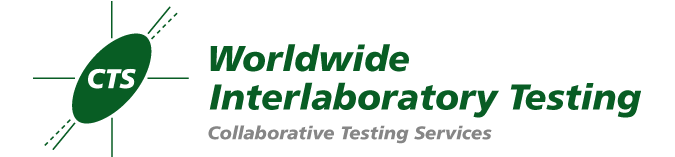 CTS
Worldwide
Interlaboratory Testing
Collaborative Testing Services